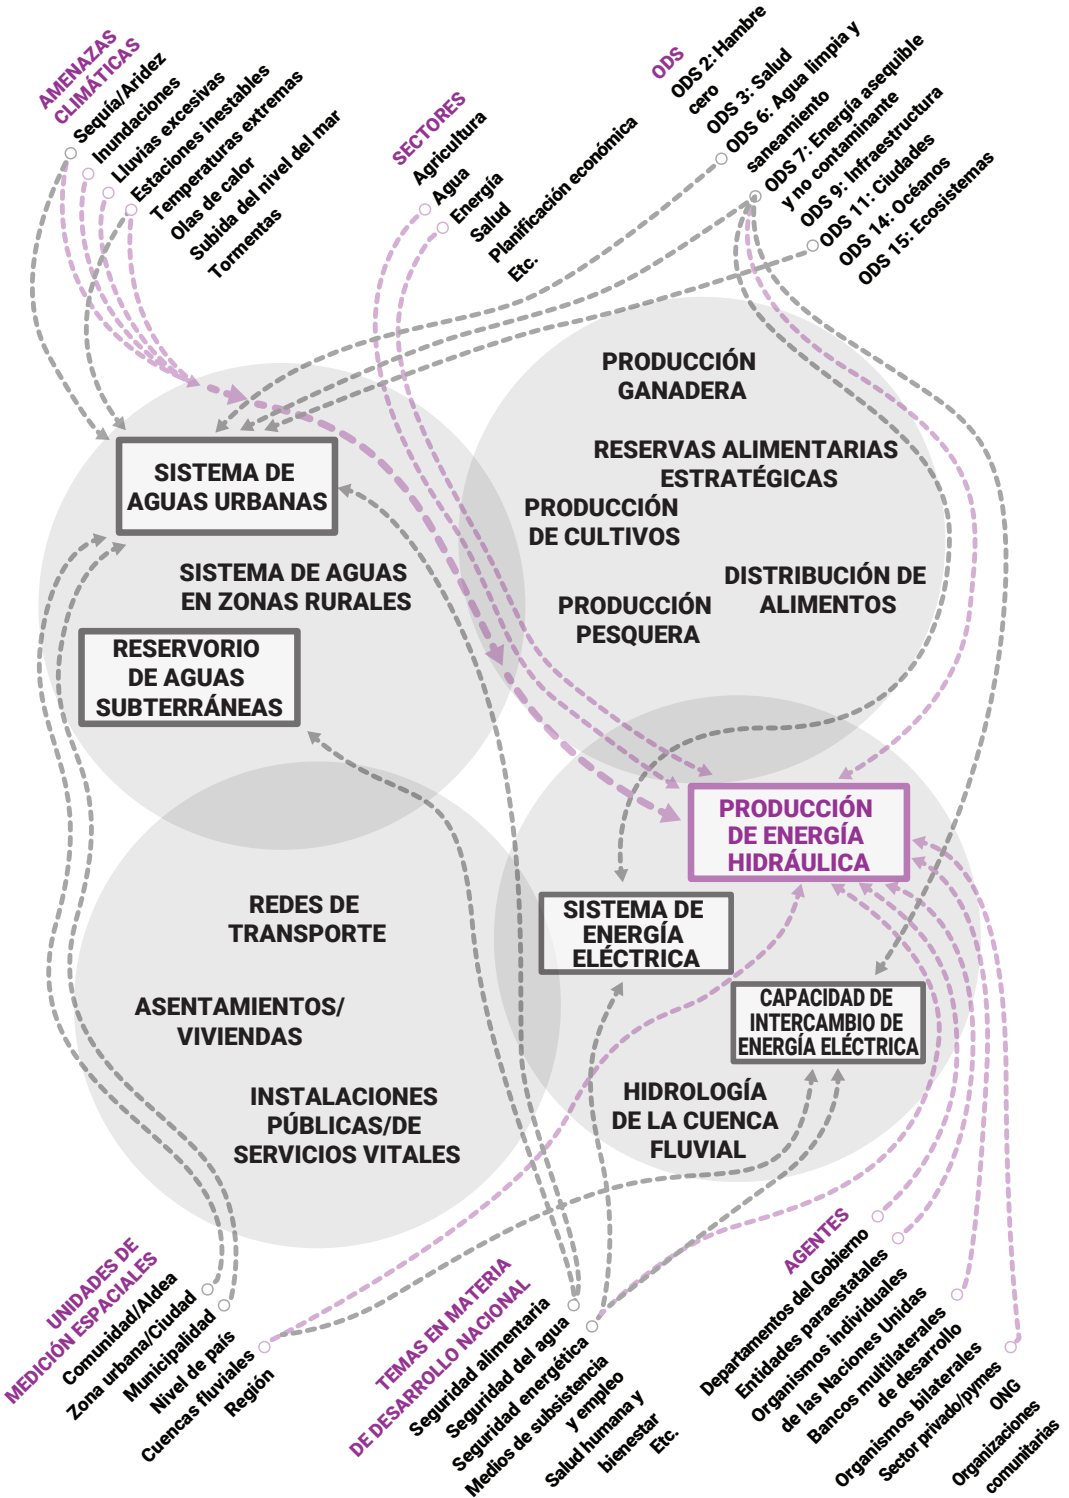 AMENAZAS
CLIMÁTICAS
Sequía/Aridez
Inundaciones
Lluvias excesivas
Estaciones inestables
Temperaturas extremas
Olas de calor
Subida del nivel del mar
Tormentas
SECTORES
Agricultura
Agua
Energía
Salud
Planificación económica
Etc.
ODS
ODS 2: Hambre
cero
ODS 3: Salud
ODS 6: Agua limpia y
saneamiento
ODS 7: Energía asequible
y no contaminante
ODS 9: Infraestructura
ODS 11: Ciudades
ODS 14: Océanos
ODS 15: Ecosistemas
SISTEMA DE
AGUAS URBANAS
SISTEMA DE AGUAS
EN ZONAS RURALES
RESERVORIO
DE AGUAS
SUBTERRÁNEAS
PRODUCCIÓN
GANADERA
RESERVAS ALIMENTARIAS
ESTRATÉGICAS
PRODUCCIÓN
DE CULTIVOS
DISTRIBUCIÓN DE
ALIMENTOS
PRODUCCIÓN
PESQUERA
PRODUCCIÓN
DE ENERGÍA
HIDRÁULICA
SISTEMA DE
ENERGÍA
ELÉCTRICA
CAPACIDAD DE
INTERCAMBIO DE
ENERGÍA ELÉCTRICA
HIDROLOGÍA
DE LA CUENCA
FLUVIAL
REDES DE
TRANSPORTE
ASENTAMIENTOS/
VIVIENDAS
INSTALACIONES
PÚBLICAS/DE
SERVICIOS VITALES
UNIDADES DE
MEDICIÓN ESPACIALES
Comunidad/Aldea
Zona urbana/Ciudad
Municipalidad
Nivel de país
Cuencas fluviales
Región
TEMAS EN MATERIA
DE DESARROLLO NACIONAL
Seguridad alimentaria
Seguridad del agua
Seguridad energética
Medios de subsistencia
y empleo
Salud humana y
bienestar
Etc.
AGENTES
Departamentos del Gobierno
Entidades paraestatales
Organismos individuales
de las Naciones Unidas
Bancos multilaterales
de desarrollo
Organismos bilaterales
Sector privado/pymes
ONG
Organizaciones
comunitarias